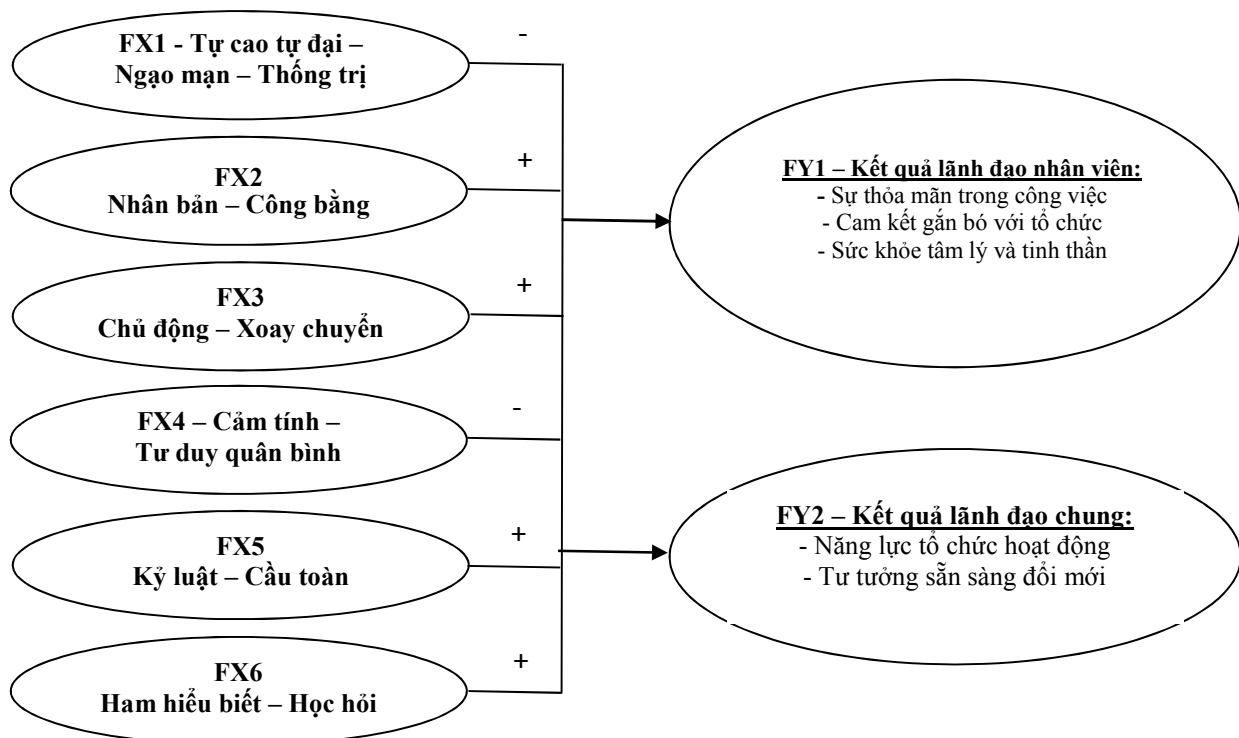 FX1 - Tự cao tự đại –
Ngạo mạn – Thống trị
-
FX2
Nhân bản – Công bằng
+
FX3
Chủ động – Xoay chuyển
+
FX4 – Cảm tính –
Tư duy quân bình
-
FX5
Kỷ luật – Cầu toàn
+
FX6
Ham hiểu biết – Học hỏi
+
FY1 – Kết quả lãnh đạo nhân viên:
- Sự thỏa mãn trong công việc
- Cam kết gắn bó với tổ chức
- Sức khỏe tâm lý và tinh thần
FY2 – Kết quả lãnh đạo chung:
- Năng lực tổ chức hoạt động
- Tư tưởng sẵn sàng đổi mới